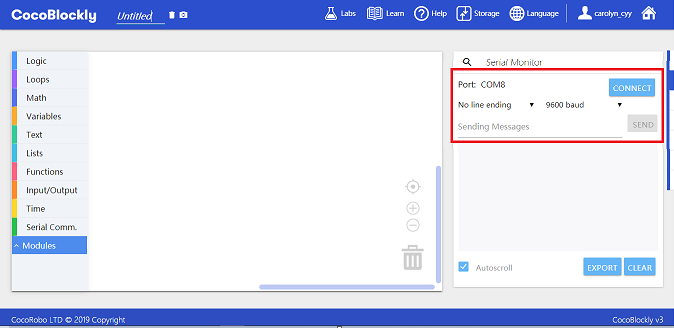 CocoBlockly
Untitled
Labs
Learn
Help
Storage
Language
carolyn_cyy
Logic
Loops
Math
Variables
Text
Lists
Functions
Input/Output
Time
Serial Comm.
Modules
Serial Monitor
Port: COM8
CONNECT
No line ending
9600 baud
Sending Messages
SEND
Autoscroll
EXPORT
CLEAR
CocoRobo LTD © 2019 Copyright
CocoBlockly v3